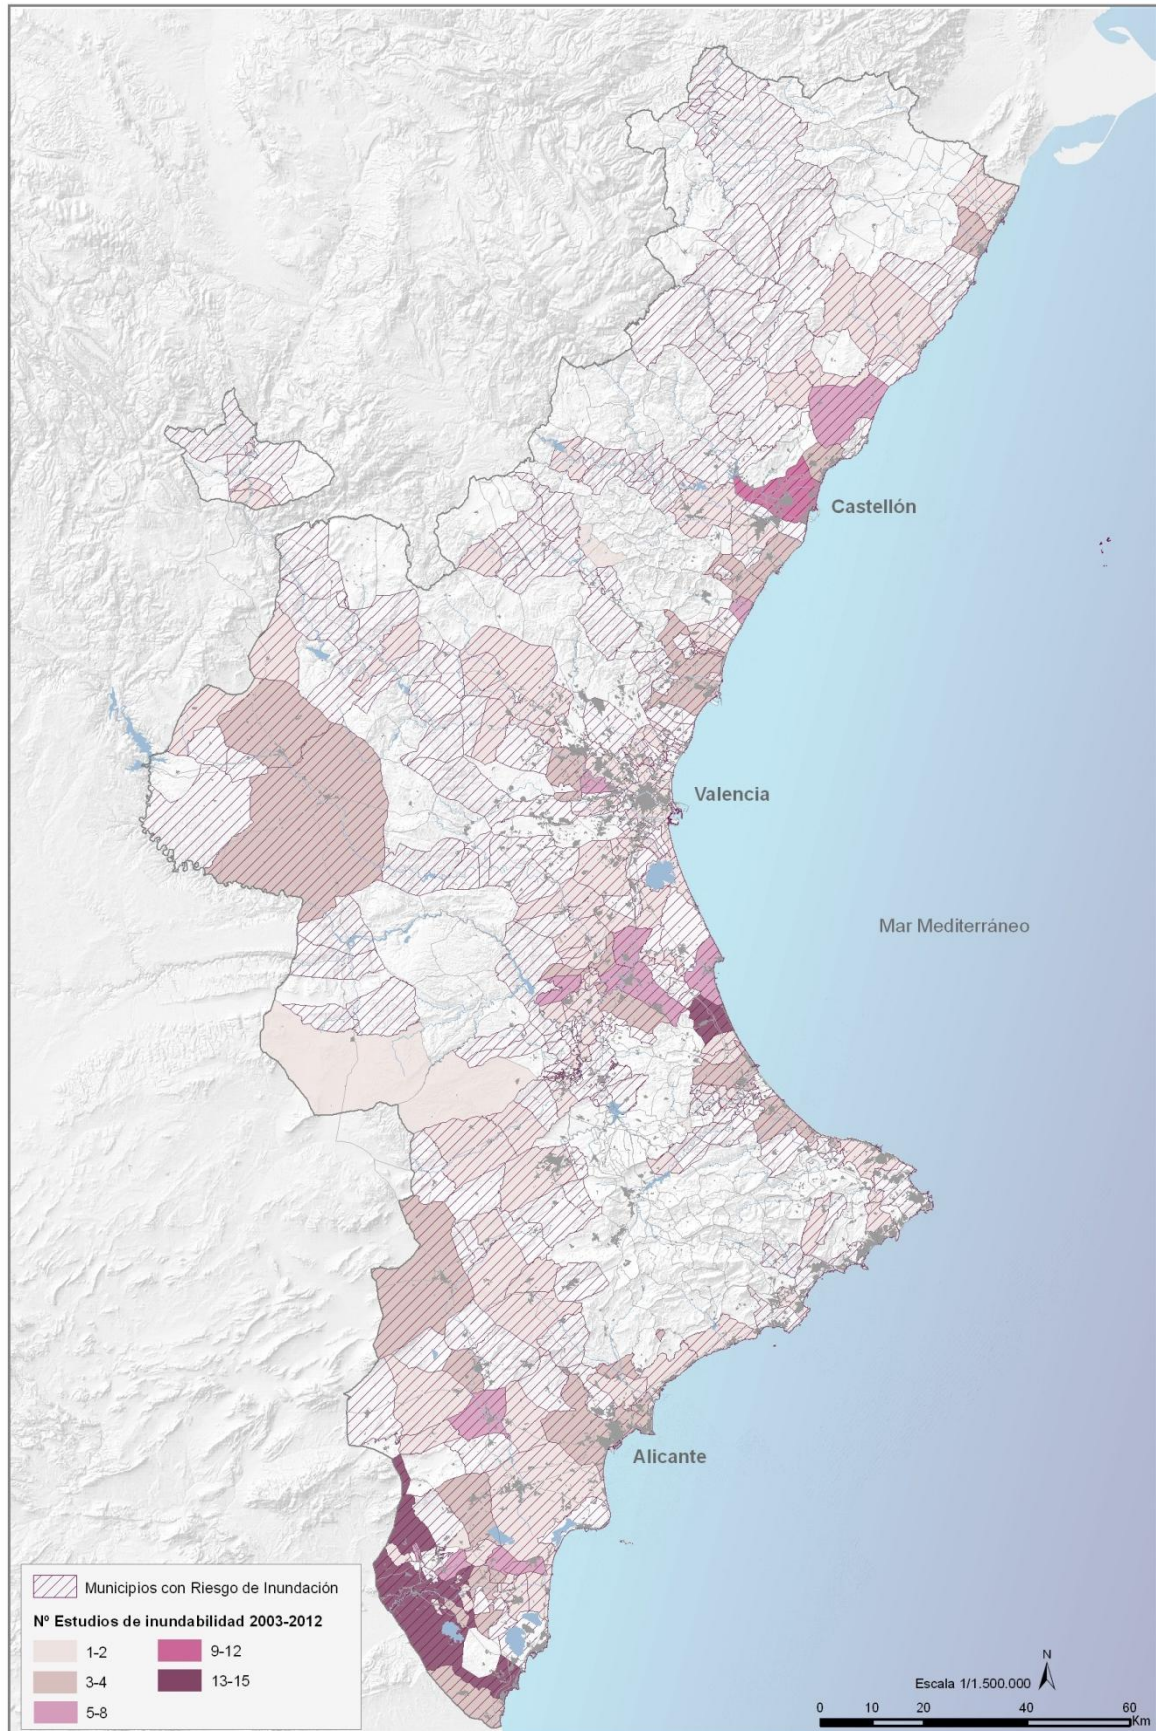 Castellón
Valencia
Mar Mediterráneo
Alicante
Municipios con Riesgo de Inundación
Nº Estudios de inundabilidad 2003-2012
1-2
9-12
3-4
13-15
5-8
N
Escala 1/1.500.000
0 10 20 40 60
Km